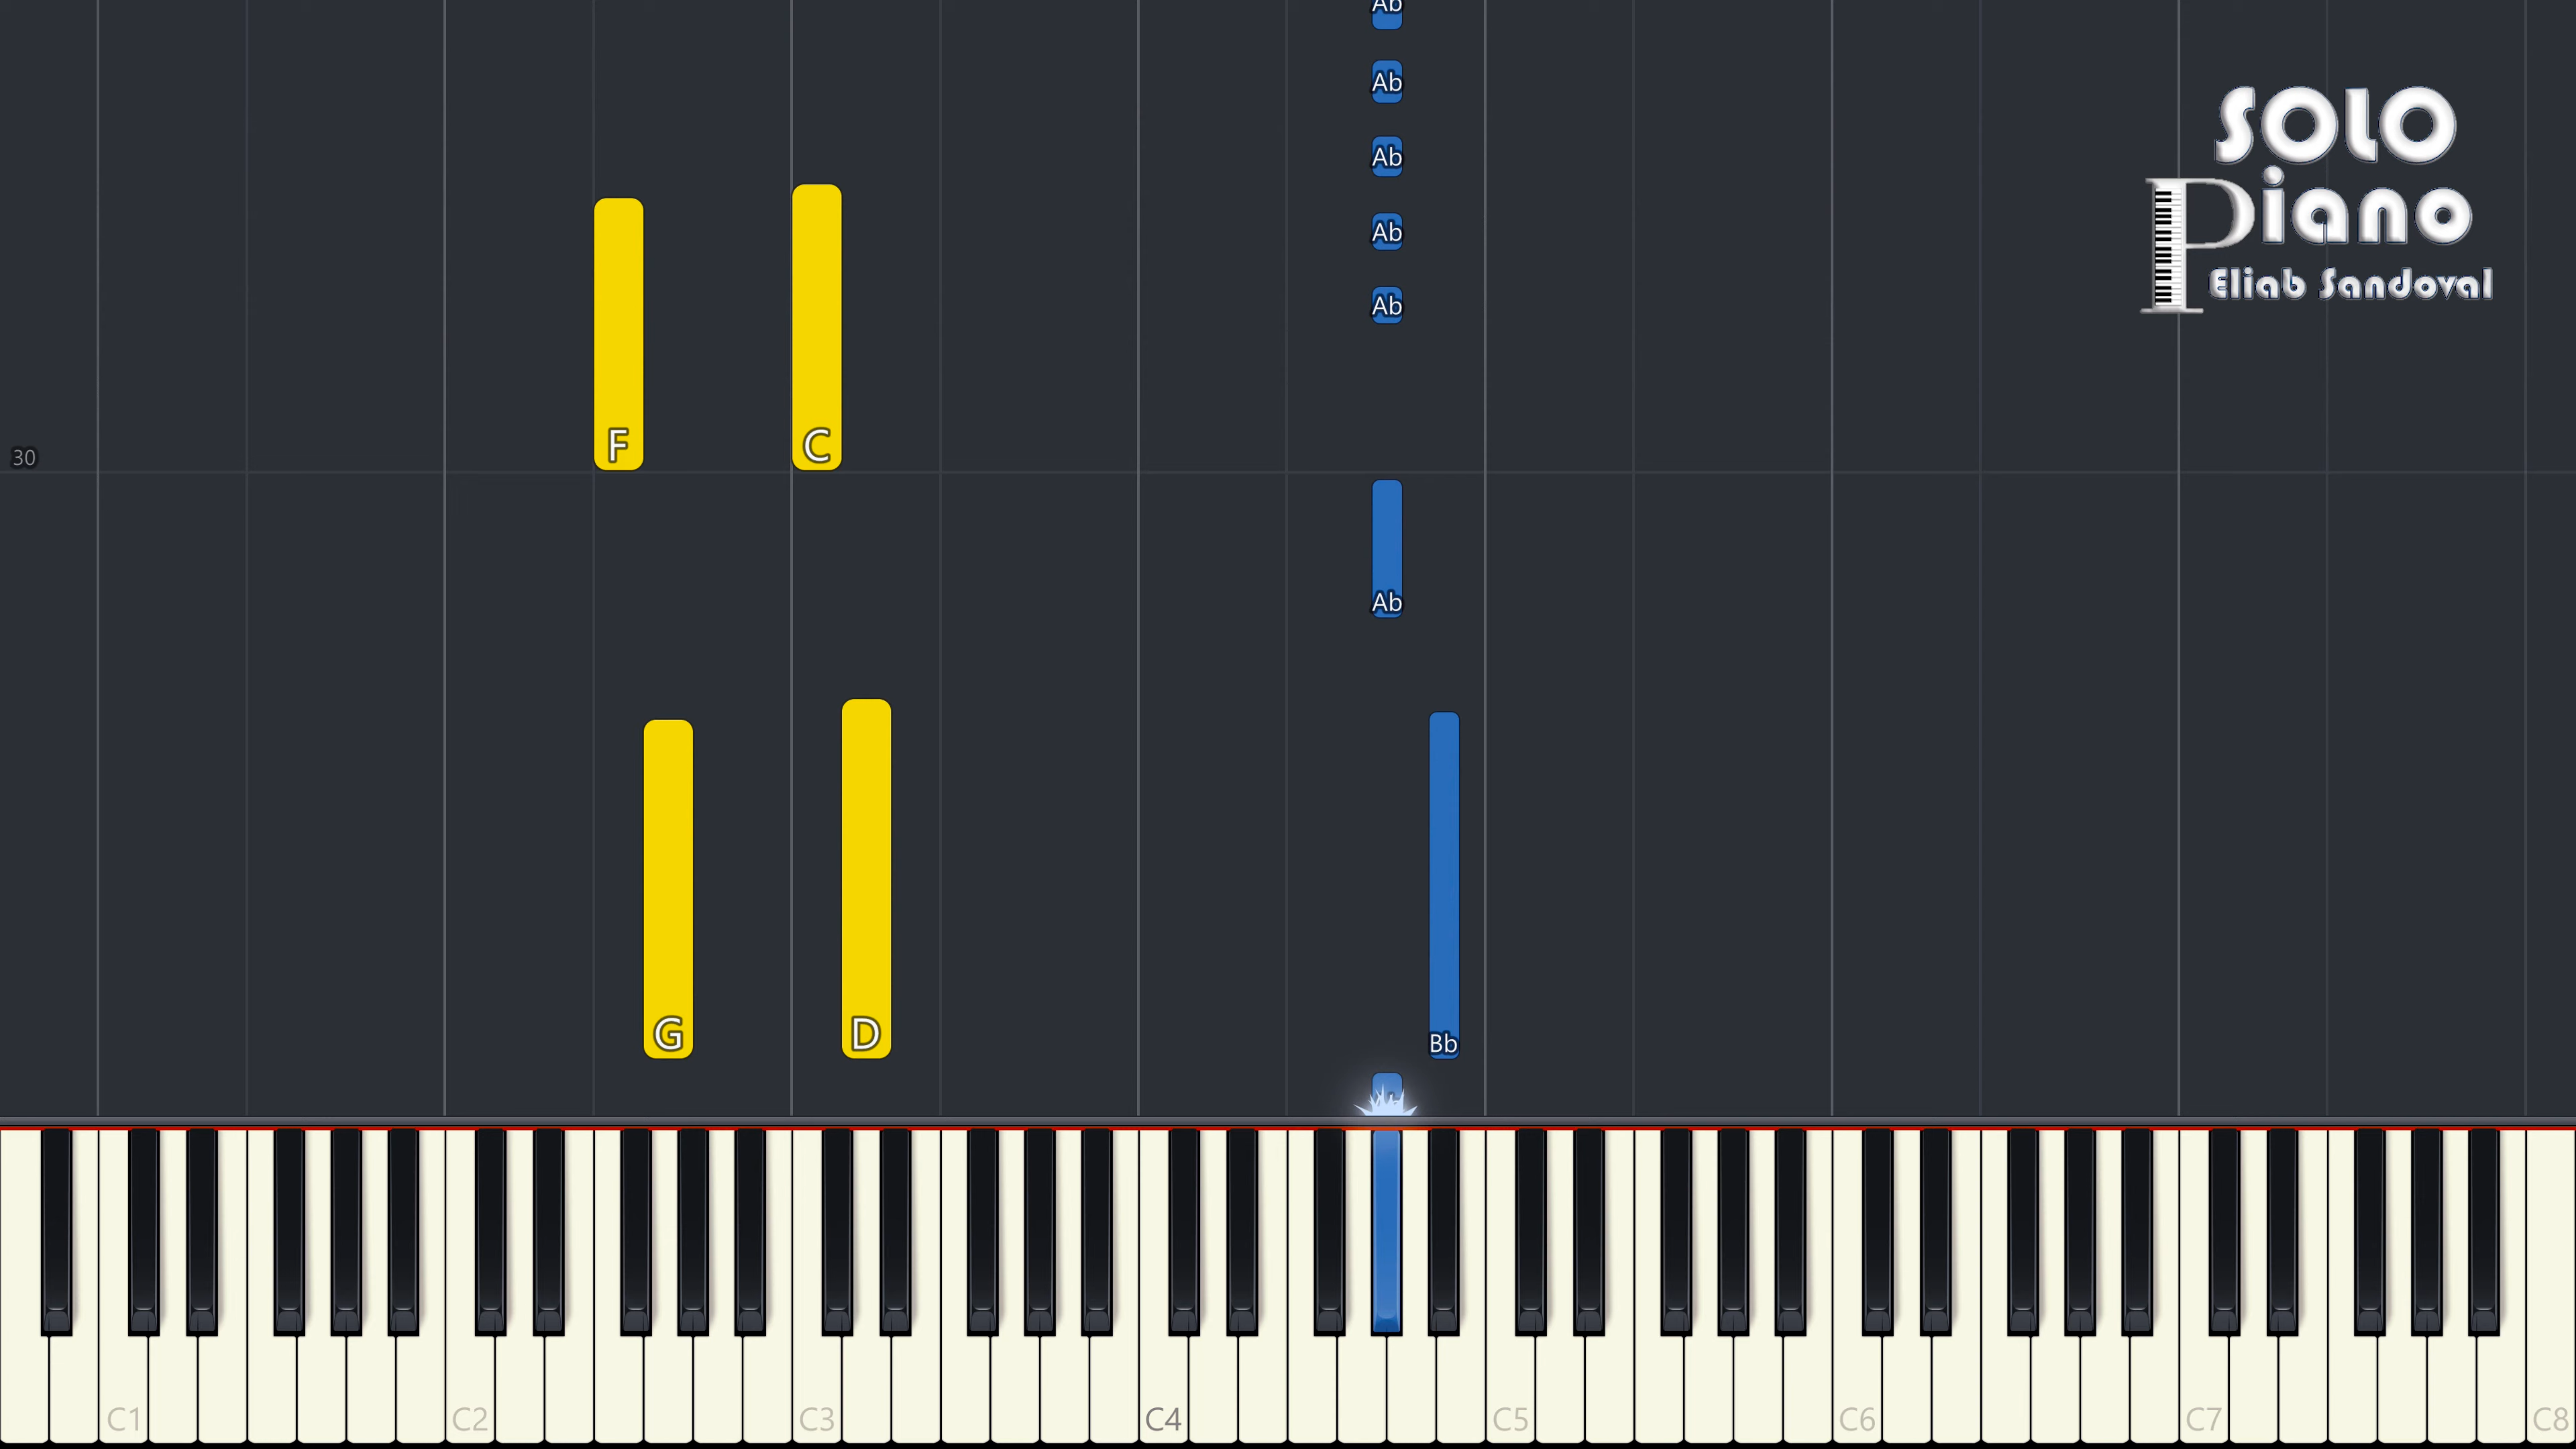 Ab
Ab
SOLO
Piano
Eliab Sandoval
Ab
Ab
Ab
F C
30
Ab
G D Bb
C1 C2 C3 C4 C5 C6 C7 C8